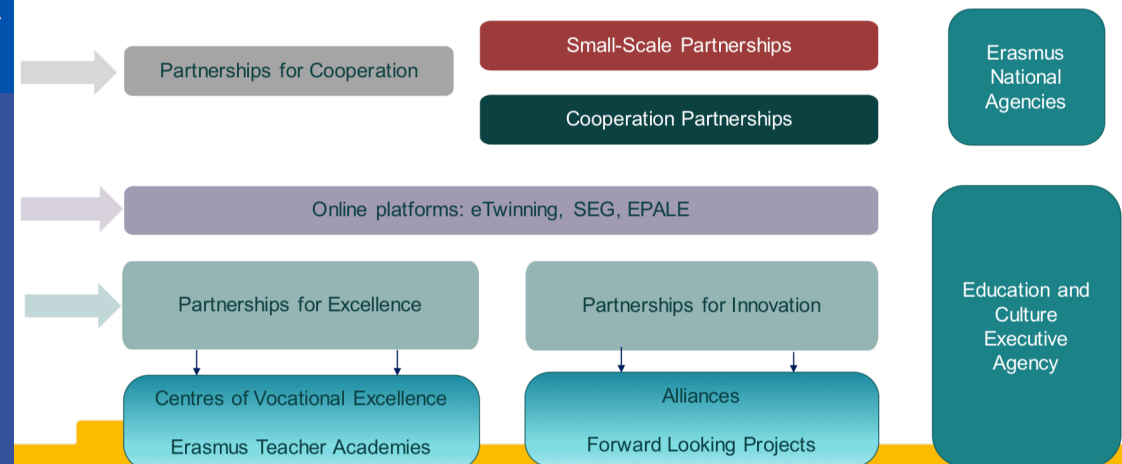 Partnerships for Cooperation
Small-Scale Partnerships
Cooperation Partnerships
Erasmus
National
Agencies
Online platforms: eTwinning, SEG, EPALE
Partnerships for Excellence
Partnerships for Innovation
Centres of Vocational Excellence
Erasmus Teacher Academies
Alliances
Forward Looking Projects
Education and
Culture
Executive
Agency